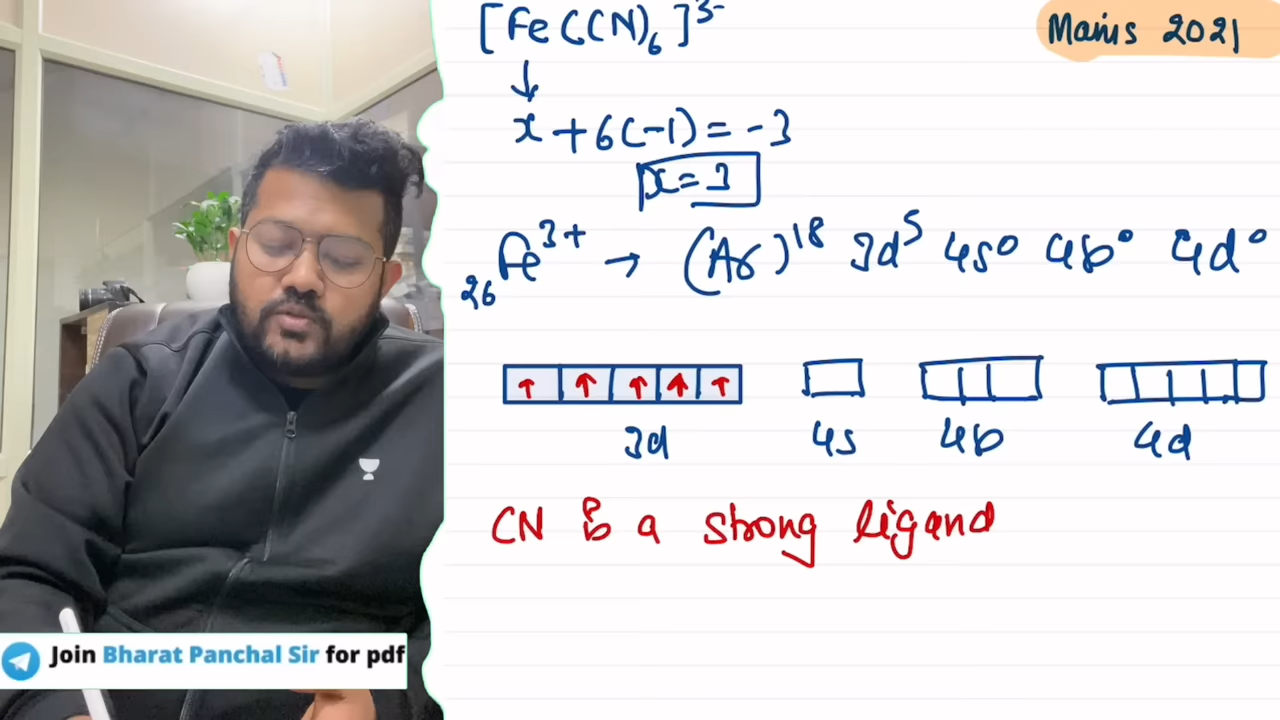 [Fe(CN)₆]³⁻
Mains 2021
↓
x + 6(-1) = -3
x = 3
₂₆Fe³⁺ → (Ar)¹⁸ 3d⁵ 4s⁰ 4p⁰ 4d⁰
↑ ↑ ↑ ↑ ↑
3d 4s 4p 4d
CN is a strong ligand
Join Bharat Panchal Sir for pdf